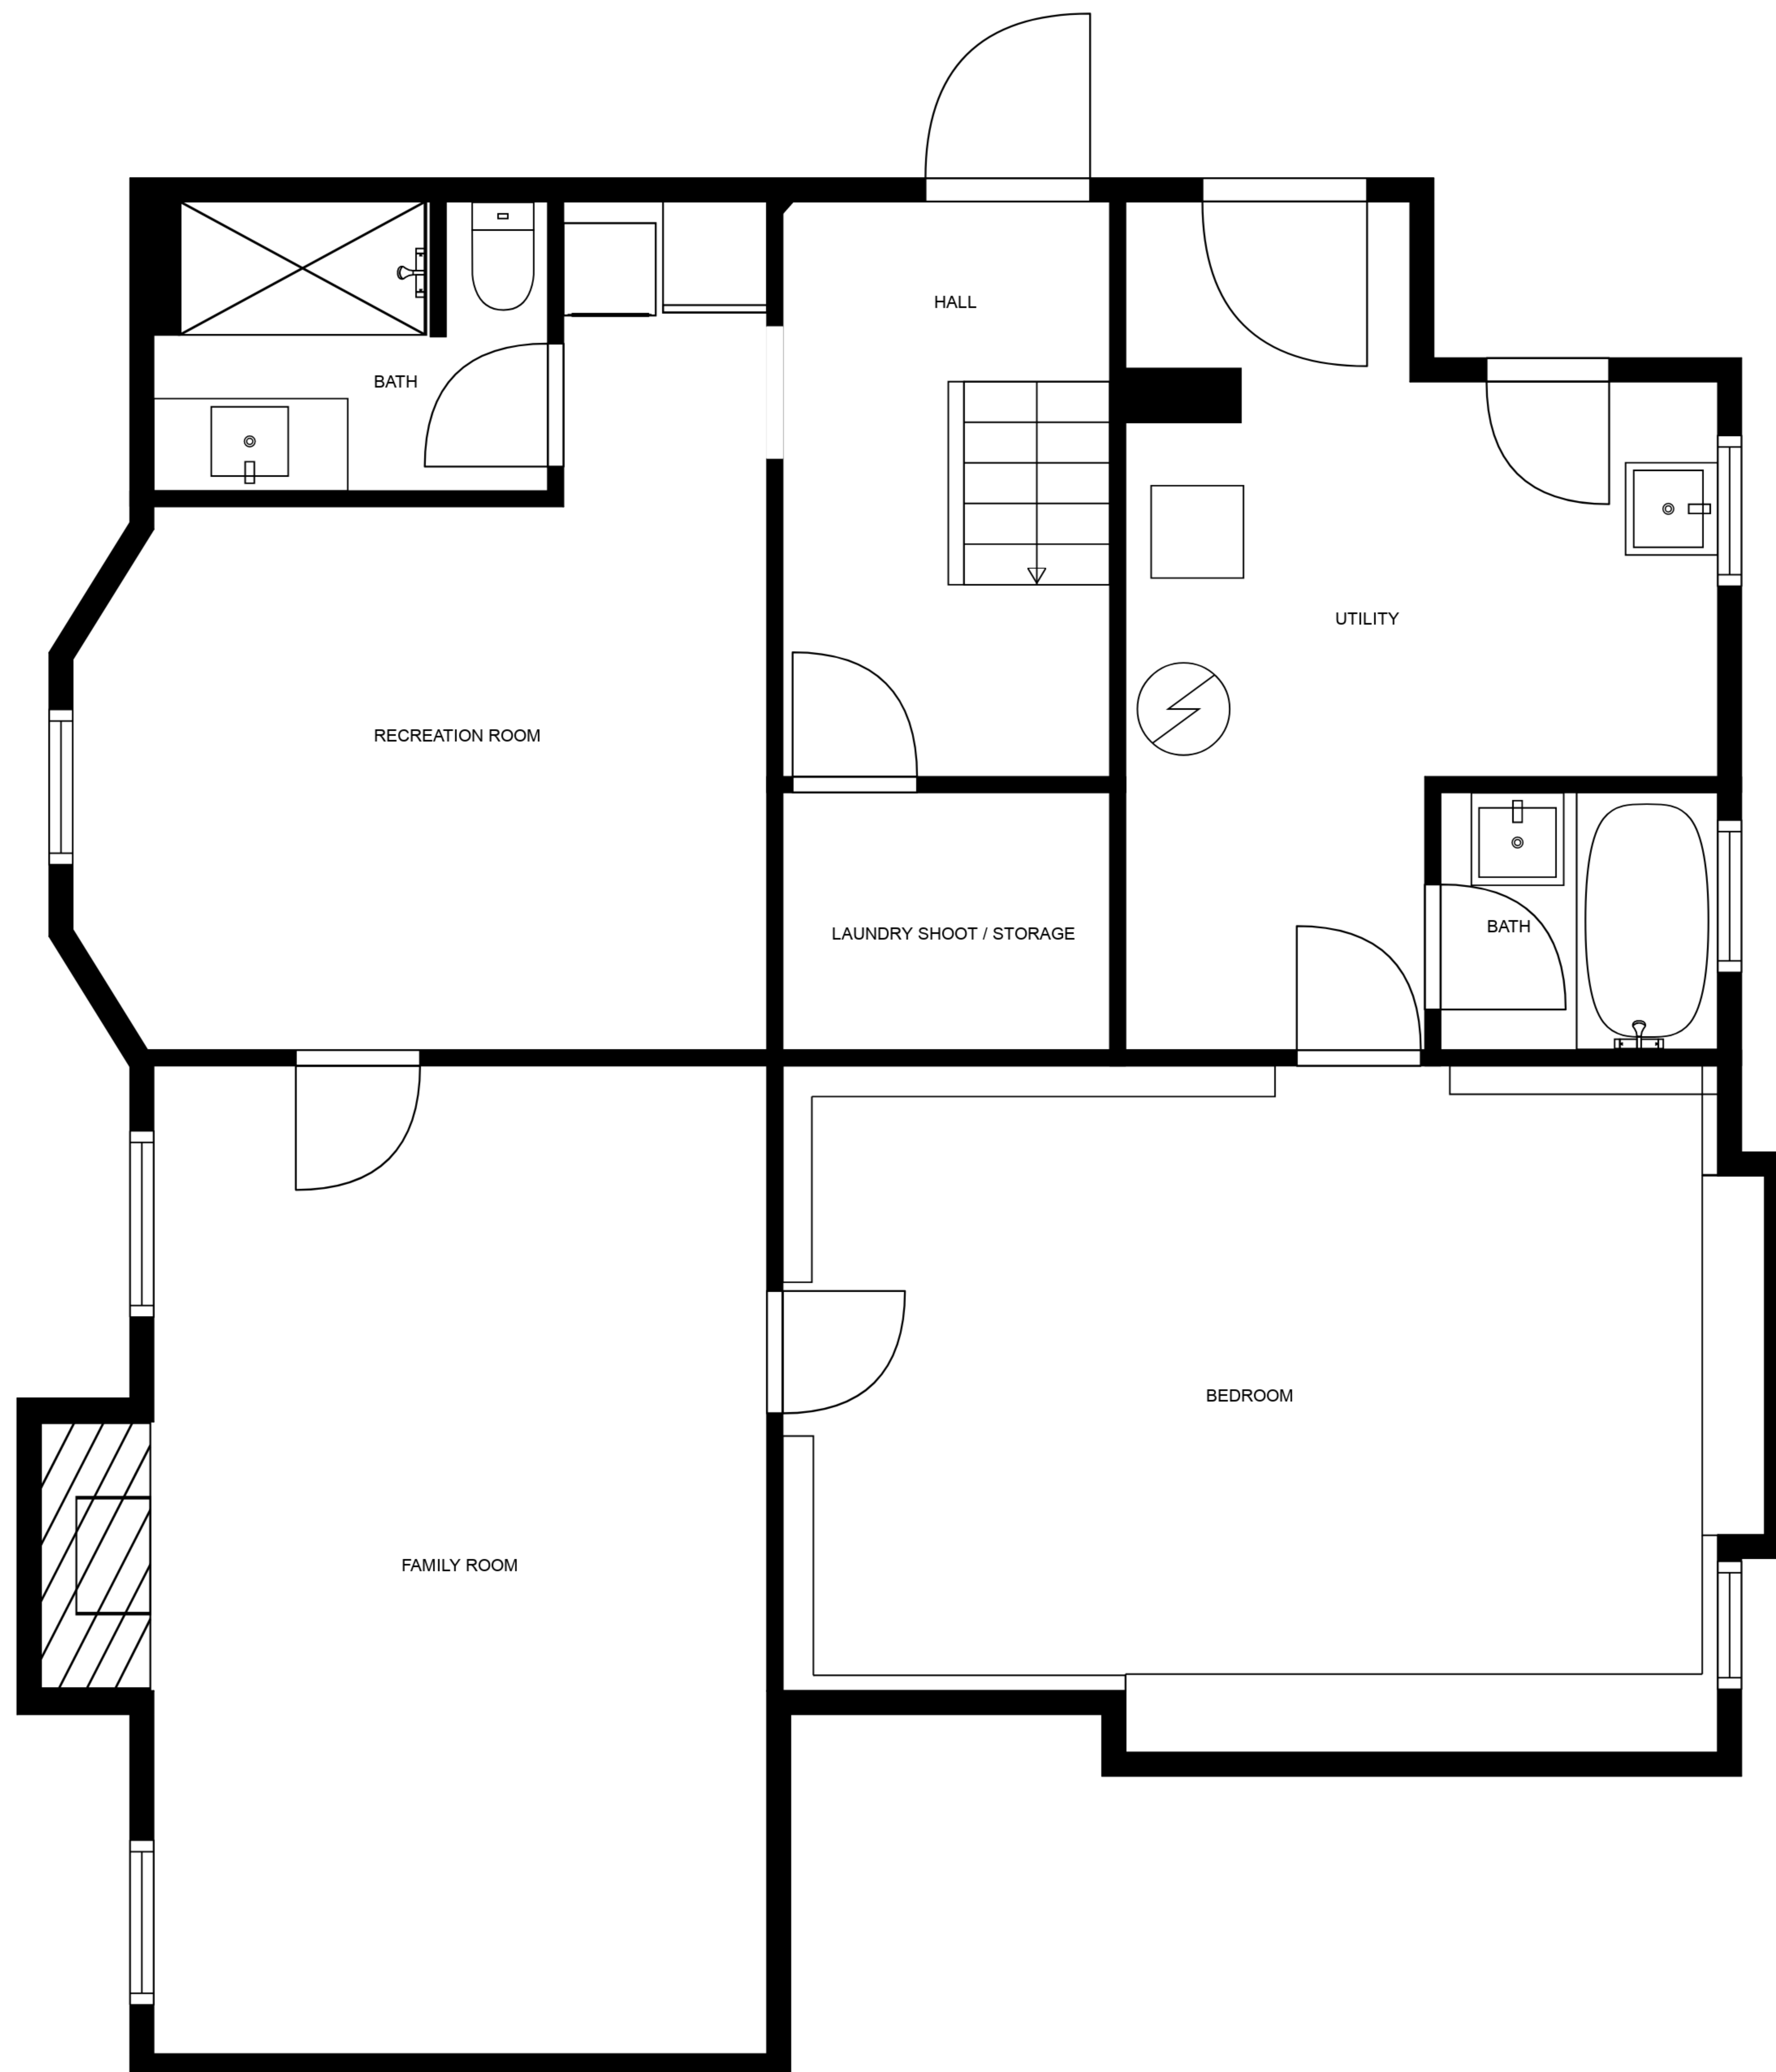 HALL
BATH
UTILITY
RECREATION ROOM
BATH
LAUNDRY SHOOT / STORAGE
BEDROOM
FAMILY ROOM